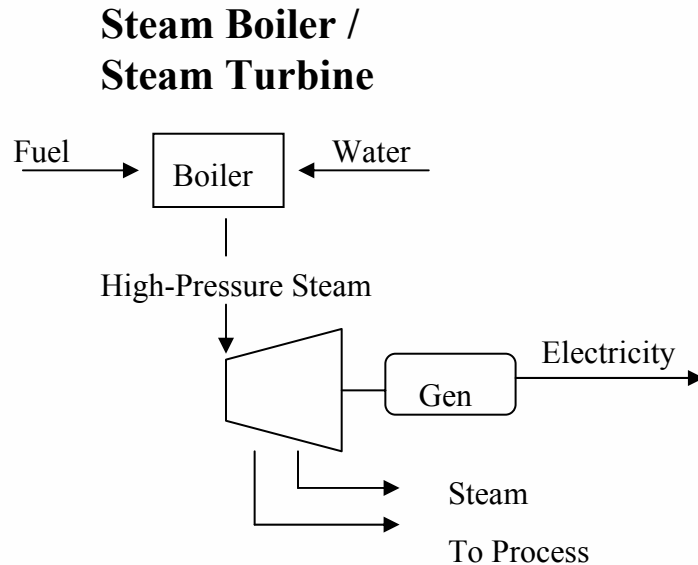 Steam Boiler /
Steam Turbine
Fuel
Boiler
Water
High-Pressure Steam
Electricity
Gen
Steam
To Process